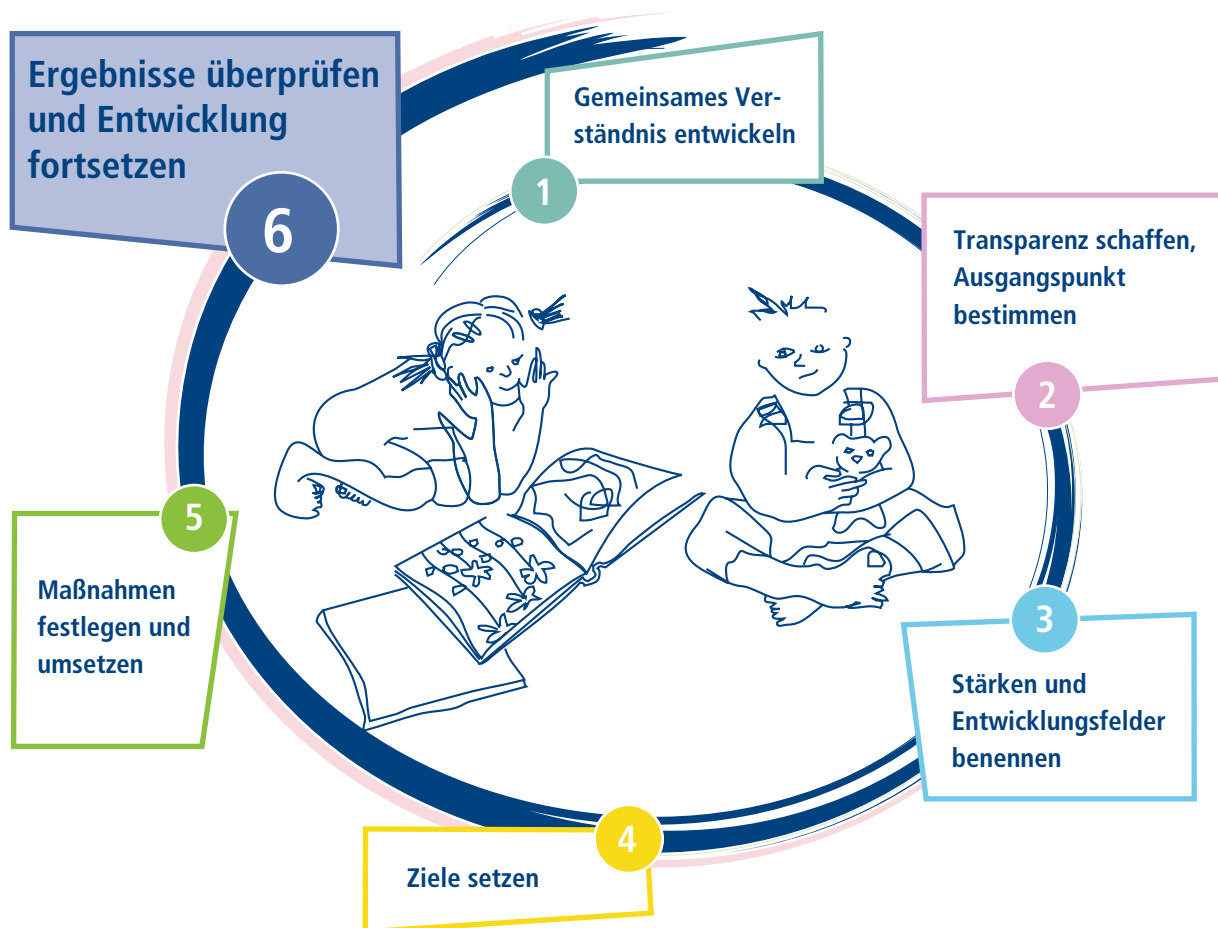 Ergebnisse überprüfen
und Entwicklung
fortsetzen
6
Gemeinsames Ver-
ständnis entwickeln
1
Transparenz schaffen,
Ausgangspunkt
bestimmen
2
3
Stärken und
Entwicklungsfelder
benennen
4
Ziele setzen
5
Maßnahmen
festlegen und
umsetzen